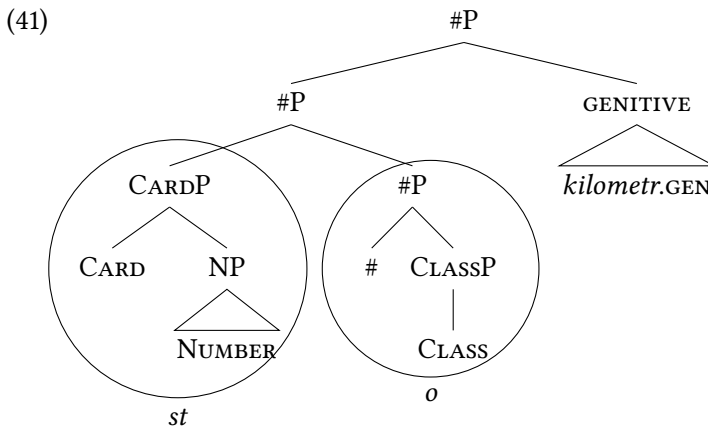 (41)
#P
#P GENITIVE
kilometr.GEN
CARDP #P
CARD NP # CLASSP
NUMBER CLASS
st o